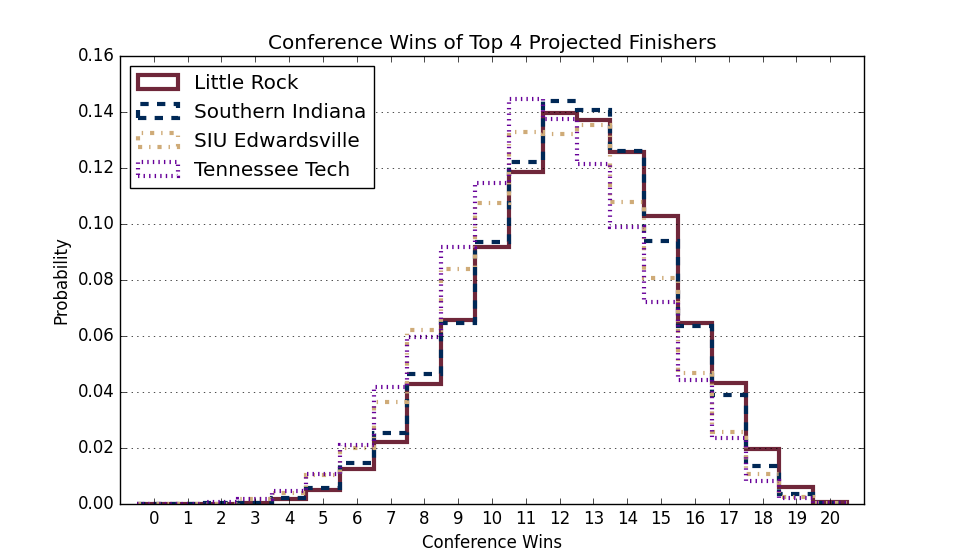 Conference Wins of Top 4 Projected Finishers
Little Rock
Southern Indiana
SIU Edwardsville
Tennessee Tech
Probability
0.16
0.14
0.12
0.10
0.08
0.06
0.04
0.02
0.00
0 1 2 3 4 5 6 7 8 9 10 11 12 13 14 15 16 17 18 19 20
Conference Wins